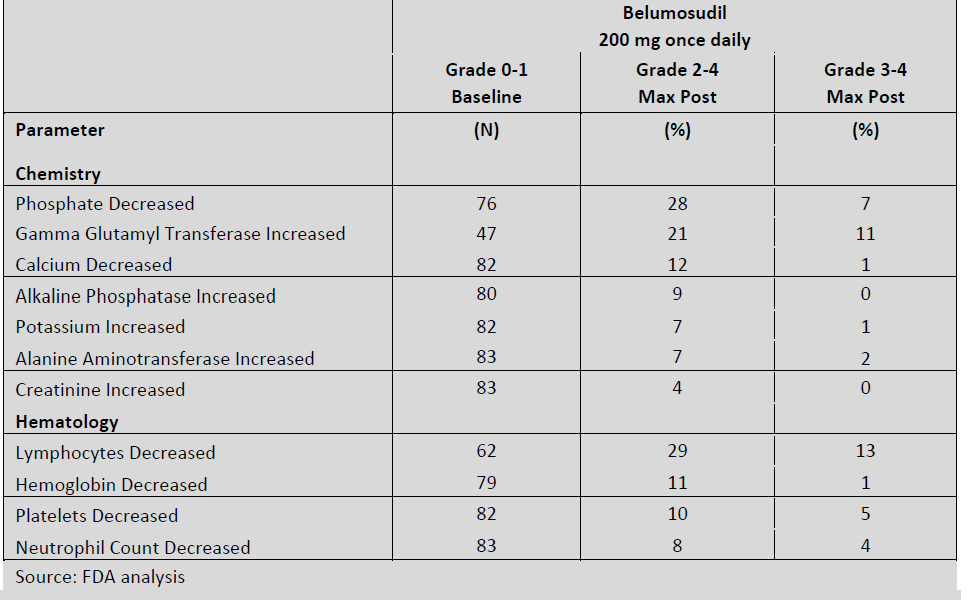 Belumosudil
200 mg once daily
Grade 0-1 Grade 2-4 Grade 3-4
Baseline Max Post Max Post
Parameter (N) (%) (%)
Chemistry
Phosphate Decreased 76 28 7
Gamma Glutamyl Transferase Increased 47 21 11
Calcium Decreased 82 12 1
Alkaline Phosphatase Increased 80 9 0
Potassium Increased 82 7 1
Alanine Aminotransferase Increased 83 7 2
Creatinine Increased 83 4 0
Hematology
Lymphocytes Decreased 62 29 13
Hemoglobin Decreased 79 11 1
Platelets Decreased 82 10 5
Neutrophil Count Decreased 83 8 4
Source: FDA analysis